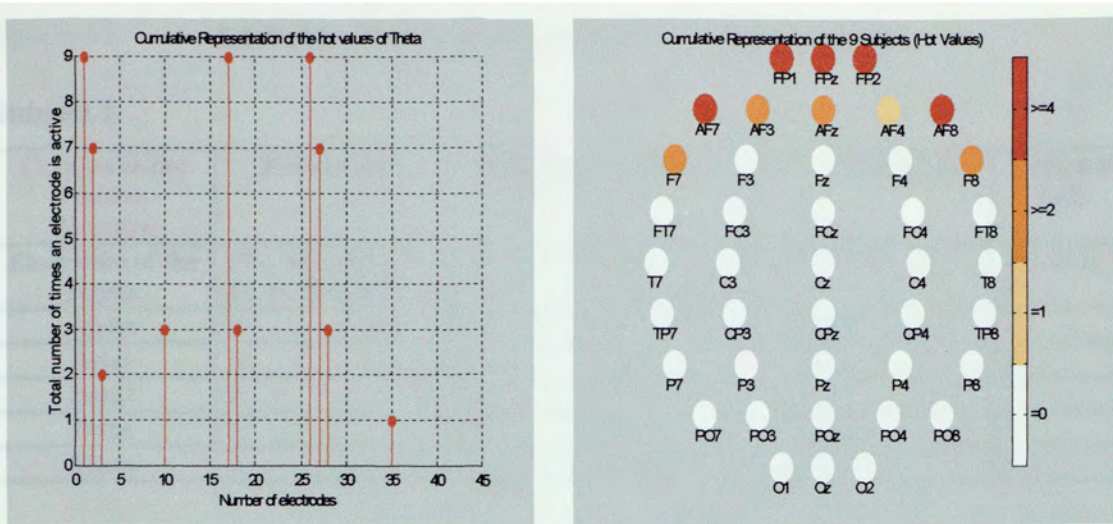 Cumulative Representation of the hot values of Theta
Total number of times an electrode is active
9
8
7
6
5
4
3
2
1
0
0 5 10 15 20 25 30 35 40 45
Number of electrodes
Cumulative Representation of the 9 Subjects (Hot Values)
FP1 FPz FP2
AF7 AF3 AFz AF4 AF8
F7 F3 Fz F4 F8
FT7 FC3 FCz FC4 FT8
T7 C3 Cz C4 T8
TP7 CP3 CPz CP4 TP8
P7 P3 Pz P4 P8
PO7 PO3 POz PO4 PO8
O1 Oz O2
>=4
>=2
=1
=0